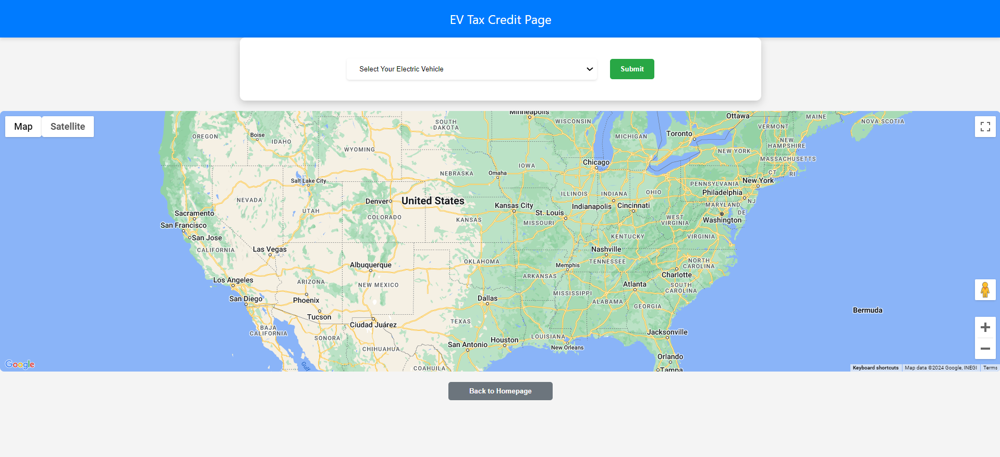 EV Tax Credit Page
Select Your Electric Vehicle
Submit
Map
Satellite
Minneapolis
Ottawa
MAINE
NOVA SCOTIA
SOUTH
DAKOTA
WISCONSIN
VERMONT
OREGON
Boise
IDAHO
MICHIGAN
Toronto
NEW
HAMPSHIRE
WYOMING
NEW YORK
MASSACHUSETTS
Chicago
IOWA
NEBRASKA
Omaha
CT
RI
Salt Lake City
New York
PENNSYLVANIA
Philadelphia
ILLINOIS
INDIANA
OHIO
NEVADA
Denver
United States
NJ
Kansas City
Indianapolis
Cincinnati
MARYLAND
UTAH
Sacramento
COLORADO
St. Louis
DE
KANSAS
MISSOURI
WEST
VIRGINIA
Washington
San Francisco
San Jose
KENTUCKY
VIRGINIA
CALIFORNIA
Las Vegas
Nashville
OKLAHOMA
TENNESSEE
NORTH
CAROLINA
Albuquerque
Memphis
ARKANSAS
Charlotte
Los Angeles
ARIZONA
NEW MEXICO
Atlanta
SOUTH
CAROLINA
MISSISSIPPI
San Diego
Phoenix
Dallas
ALABAMA
GEORGIA
Bermuda
Tucson
TEXAS
Ciudad Juárez
BAJA
CALIFORNIA
Jacksonville
SONORA
LOUISIANA
Houston
San Antonio
New Orleans
CHIHUAHUA
Orlando
Gulf
COAHUILA
Tampa
Google
Keyboard shortcuts
Map data ©2024 Google, INEGI
Terms
Back to Homepage